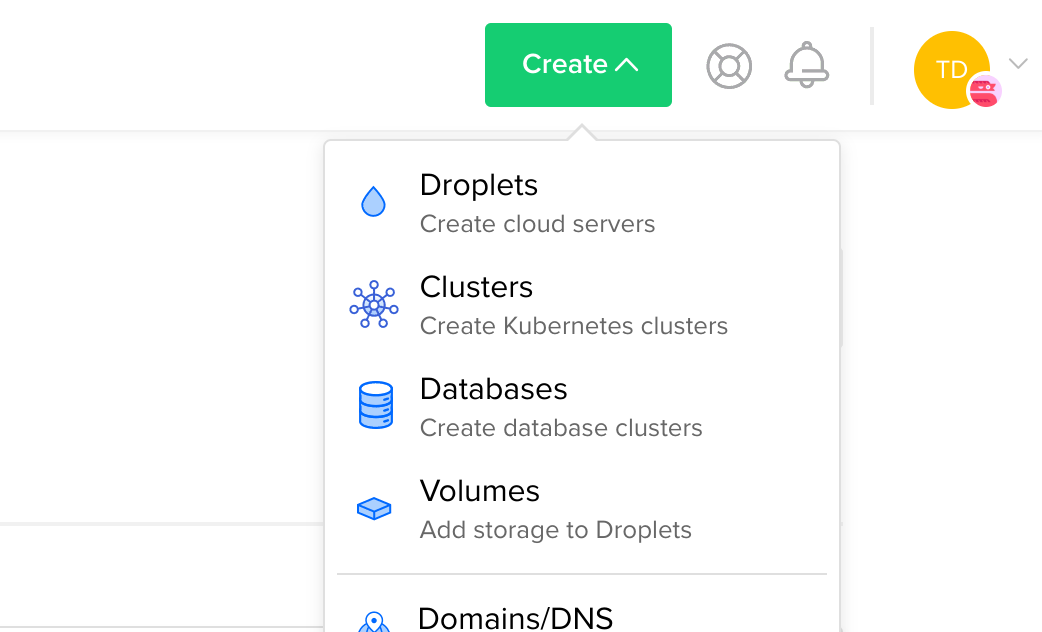 Create
TD
Droplets
Create cloud servers
Clusters
Create Kubernetes clusters
Databases
Create database clusters
Volumes
Add storage to Droplets
Domains/DNS